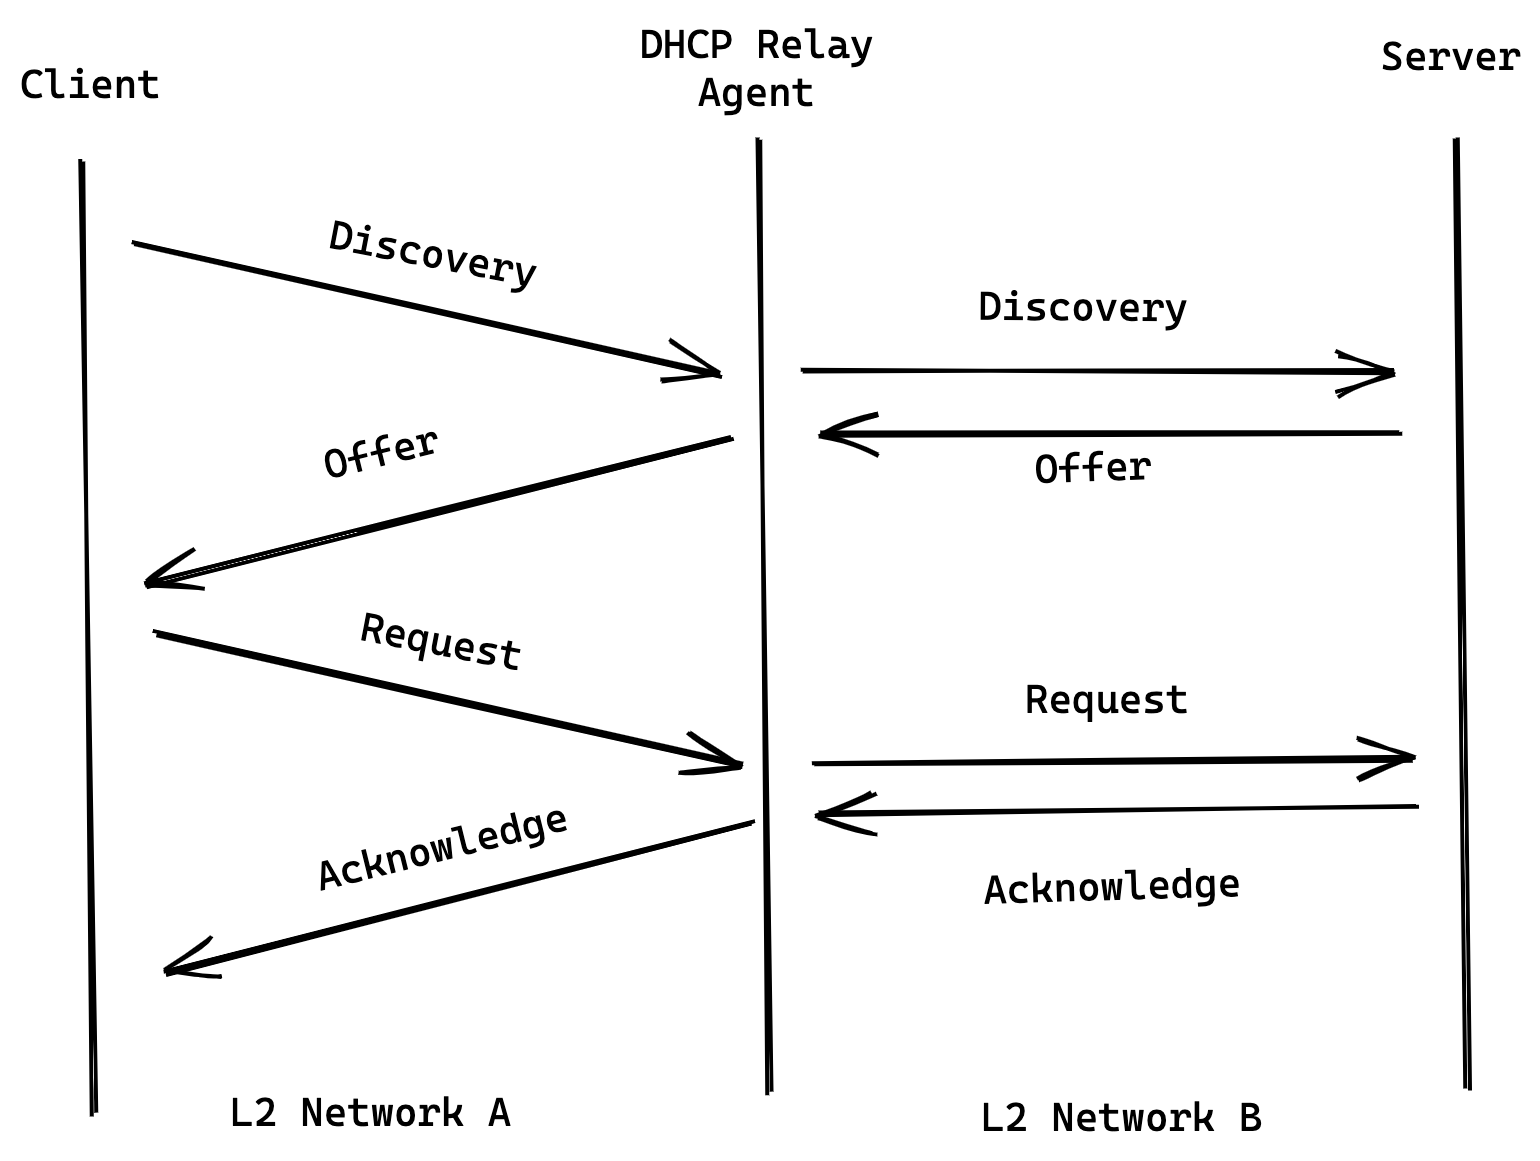 Client
DHCP Relay
Agent
Server
Discovery
Discovery
Offer
Offer
Request
Request
Acknowledge
Acknowledge
L2 Network A
L2 Network B